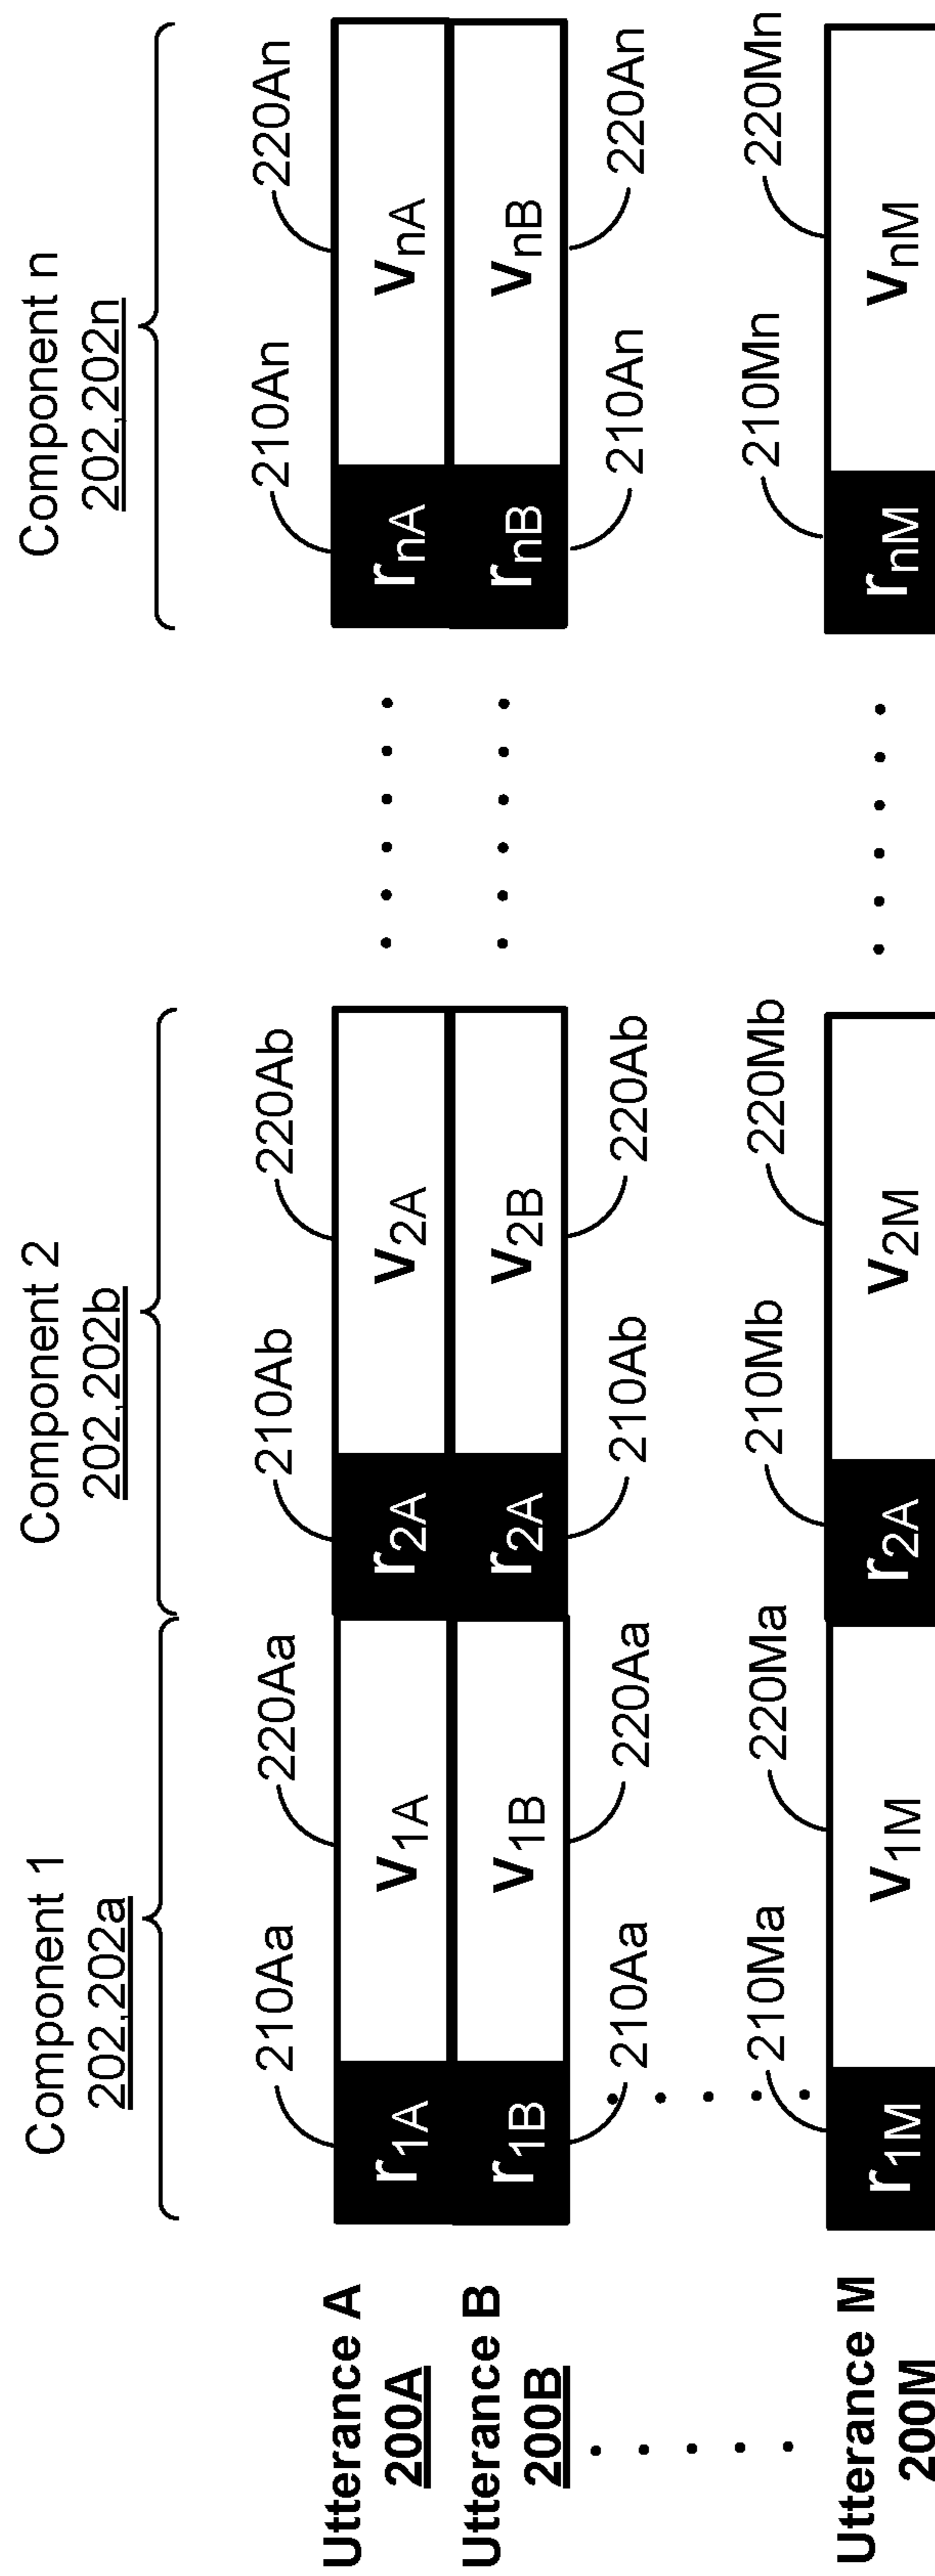 Component 1
202,202a
Component 2
202,202b
Component n
202,202n
210Aa
220Aa
210Ab
220Ab
210An
220An
Utterance A
200A
r1A
v1A
r2A
v2A
rnA
vnA
Utterance B
200B
r1B
v1B
r2A
v2B
rnB
vnB
210Aa
220Aa
210Ab
220Ab
210An
220An
210Ma
220Ma
210Mb
220Mb
210Mn
220Mn
Utterance M
200M
r1M
v1M
r2A
v2M
rnM
vnM